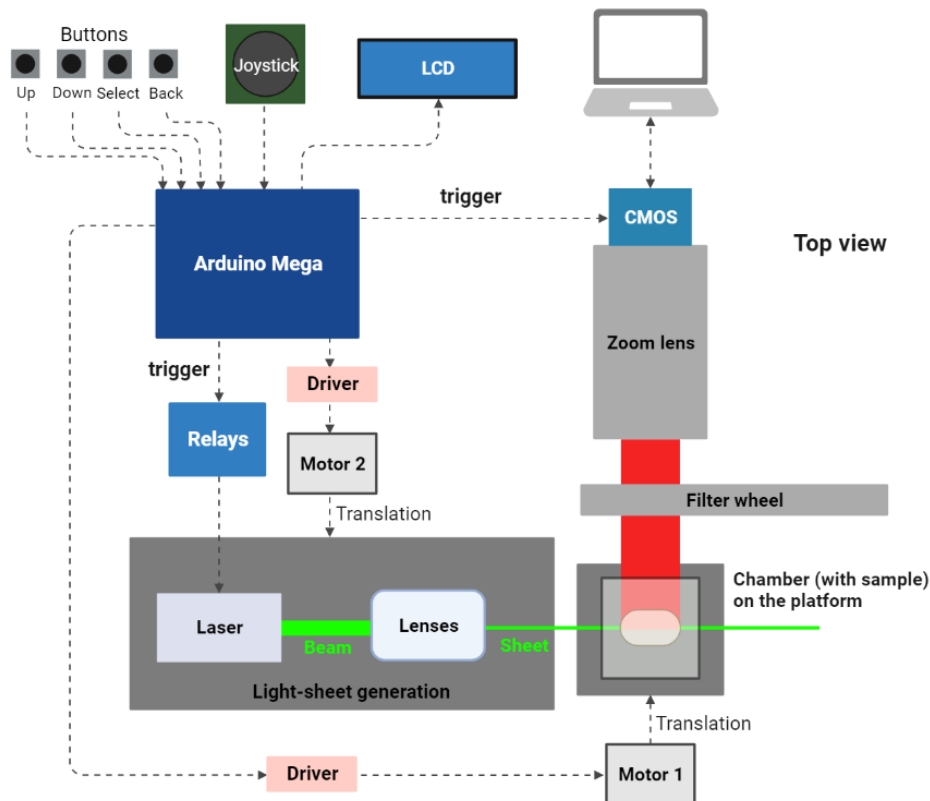 Buttons
Up
Down
Select
Back
Joystick
LCD
trigger
CMOS
Top view
Arduino Mega
Zoom lens
trigger
Driver
Relays
Motor 2
Filter wheel
Translation
Chamber (with sample)
on the platform
Laser
Lenses
Beam
Sheet
Light-sheet generation
Translation
Driver
Motor 1